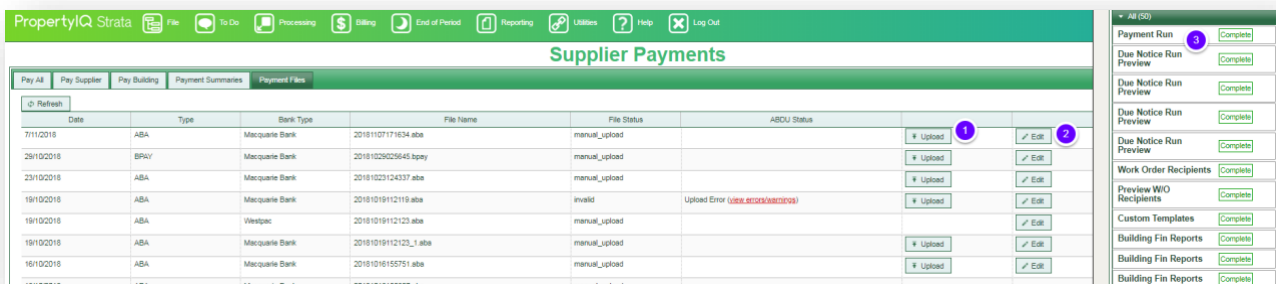 PropertyIQ Strata File To Do Processing Billing End of Period Reporting Utilities Help Log Out
Supplier Payments
Pay All Pay Supplier Pay Building Payment Summaries Payment Files
Refresh
Date Type Bank Type File Name File Status ABDU Status
7/11/2018 ABA Macquarie Bank 20181107171634.aba manual_upload Upload 1 Edit 2
29/10/2018 BPAY Macquarie Bank 20181029025645.bpay manual_upload Upload Edit
23/10/2018 ABA Macquarie Bank 20181023124337.aba manual_upload Upload Edit
19/10/2018 ABA Macquarie Bank 20181019112119.aba invalid Upload Error (view errors/warnings) Upload Edit
19/10/2018 ABA Westpac 20181019112123.aba manual_upload Edit
19/10/2018 ABA Macquarie Bank 20181019112123_1.aba manual_upload Upload Edit
16/10/2018 ABA Macquarie Bank 20181016155751.aba manual_upload Upload Edit
All (50)
Payment Run 3 Complete
Due Notice Run
Preview Complete
Due Notice Run
Preview Complete
Due Notice Run
Preview Complete
Due Notice Run
Preview Complete
Work Order Recipients Complete
Preview W/O
Recipients Complete
Custom Templates Complete
Building Fin Reports Complete
Building Fin Reports Complete
Building Fin Reports Complete